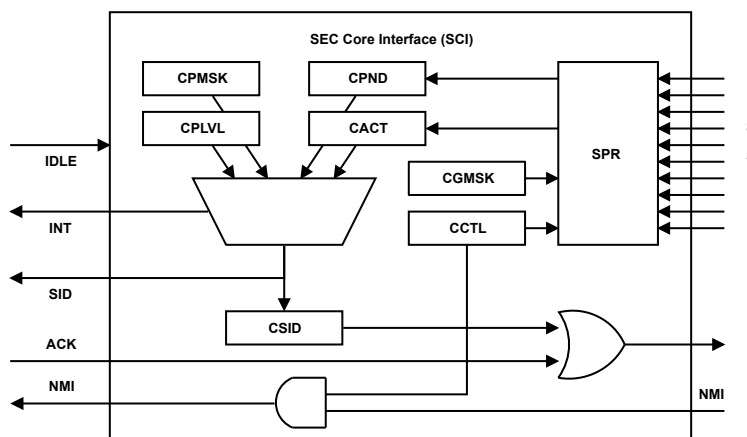 SEC Core Interface (SCI)
CPMSK
CPND
CPLVL
CACT
SPR
IDLE
CGMSK
INT
CCTL
SID
CSID
ACK
NMI
NMI